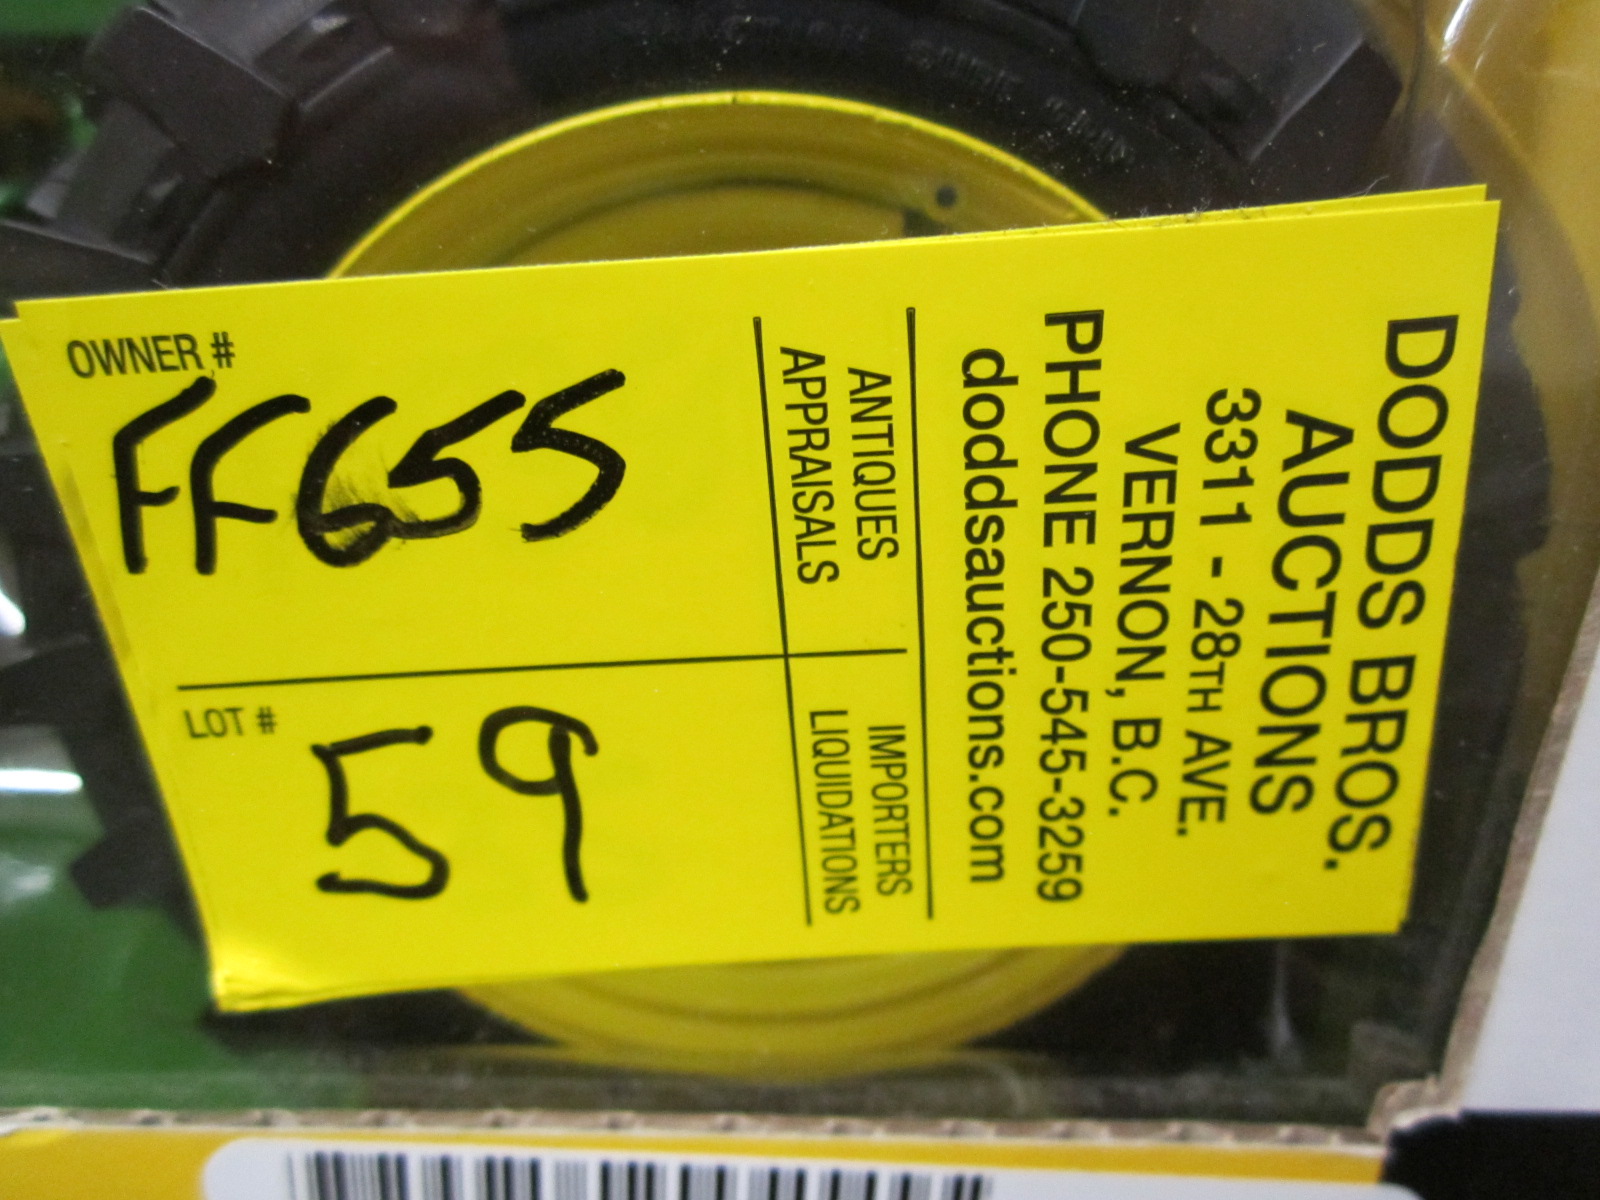 OWNER #
FF655
LOT #
59
DODDS BROS.
AUCTIONS
3311 - 28TH AVE.
VERNON, B.C.
PHONE 250-545-3259
doddsauctions.com
ANTIQUES
APPRAISALS
IMPORTERS
LIQUIDATIONS